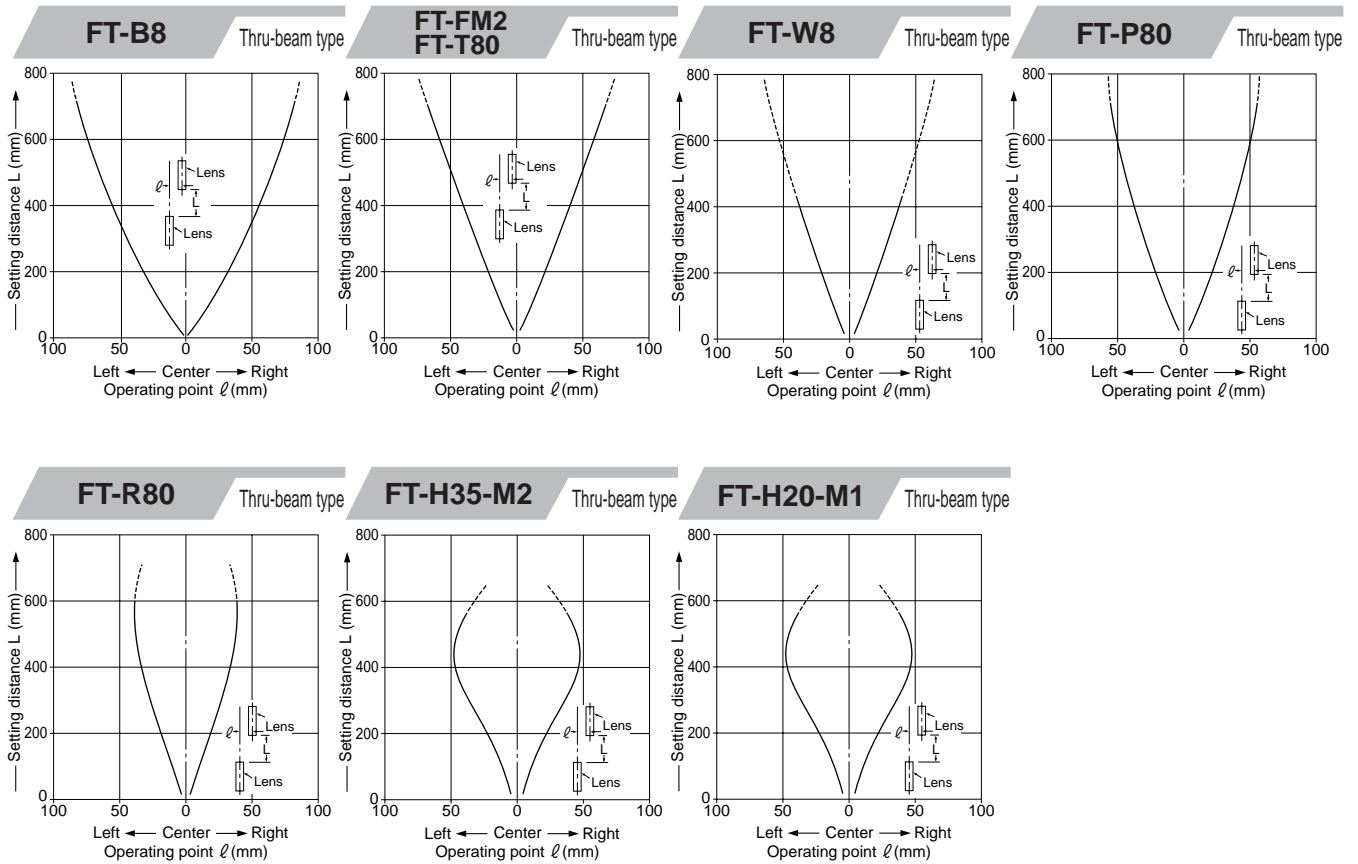 FT-B8
Thru-beam type
800
600
400
200
0
Setting distance L (mm)
Lens
ℓ
L
Lens
100 50 0 50 100
Left Center Right
Operating point ℓ (mm)
FT-FM2
FT-T80
Thru-beam type
800
600
400
200
0
Setting distance L (mm)
Lens
ℓ
L
Lens
100 50 0 50 100
Left Center Right
Operating point ℓ (mm)
FT-W8
Thru-beam type
800
600
400
200
0
Setting distance L (mm)
Lens
ℓ
L
Lens
100 50 0 50 100
Left Center Right
Operating point ℓ (mm)
FT-P80
Thru-beam type
800
600
400
200
0
Setting distance L (mm)
Lens
ℓ
L
Lens
100 50 0 50 100
Left Center Right
Operating point ℓ (mm)
FT-R80
Thru-beam type
800
600
400
200
0
Setting distance L (mm)
Lens
ℓ
L
Lens
100 50 0 50 100
Left Center Right
Operating point ℓ (mm)
FT-H35-M2
Thru-beam type
800
600
400
200
0
Setting distance L (mm)
Lens
ℓ
L
Lens
100 50 0 50 100
Left Center Right
Operating point ℓ (mm)
FT-H20-M1
Thru-beam type
800
600
400
200
0
Setting distance L (mm)
Lens
ℓ
L
Lens
100 50 0 50 100
Left Center Right
Operating point ℓ (mm)